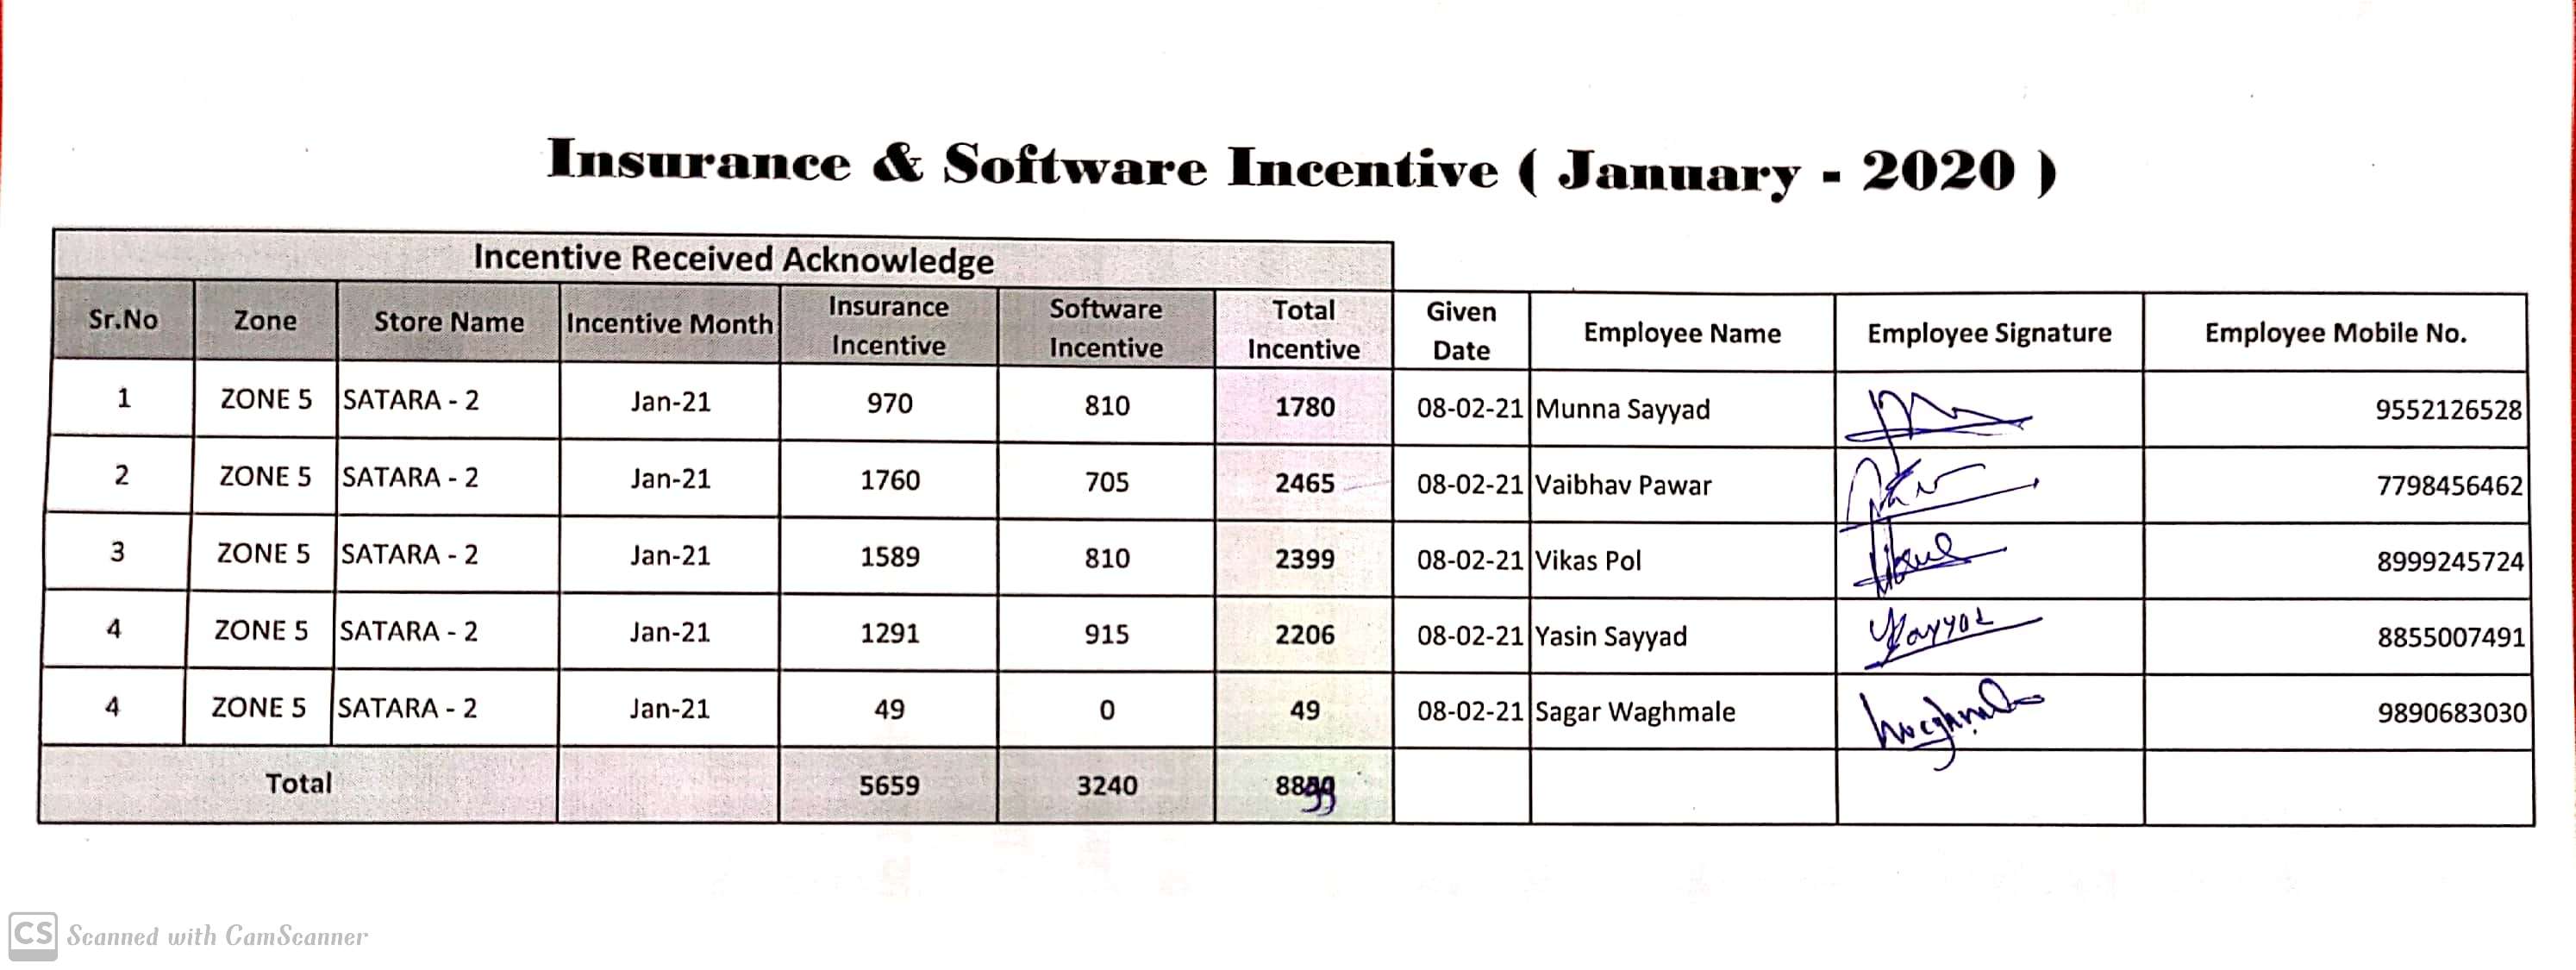 Insurance & Software Incentive ( January - 2020 )
Incentive Received Acknowledge
Sr.No Zone Store Name Incentive Month Insurance Incentive Software Incentive Total Incentive Given Date Employee Name Employee Signature Employee Mobile No.
1 ZONE 5 SATARA - 2 Jan-21 970 810 1780 08-02-21 Munna Sayyad 9552126528
2 ZONE 5 SATARA - 2 Jan-21 1760 705 2465 08-02-21 Vaibhav Pawar 7798456462
3 ZONE 5 SATARA - 2 Jan-21 1589 810 2399 08-02-21 Vikas Pol 8999245724
4 ZONE 5 SATARA - 2 Jan-21 1291 915 2206 08-02-21 Yasin Sayyad 8855007491
4 ZONE 5 SATARA - 2 Jan-21 49 0 49 08-02-21 Sagar Waghmale 9890683030
Total 5659 3240 8899
CS Scanned with CamScanner